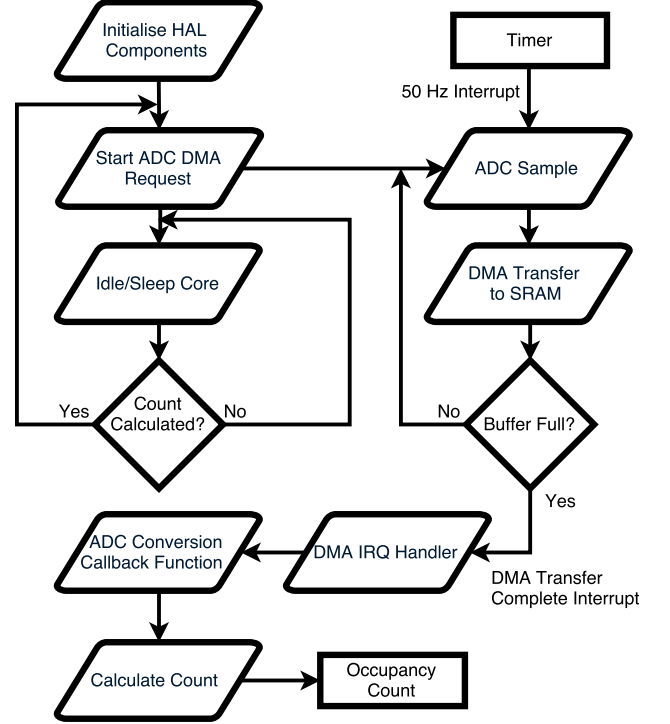 Initialise HAL
Components
Timer
50 Hz Interrupt
Start ADC DMA
Request
ADC Sample
Idle/Sleep Core
DMA Transfer
to SRAM
Yes
Count
Calculated?
No
No
Buffer Full?
Yes
ADC Conversion
Callback Function
DMA IRQ Handler
DMA Transfer
Complete Interrupt
Calculate Count
Occupancy
Count